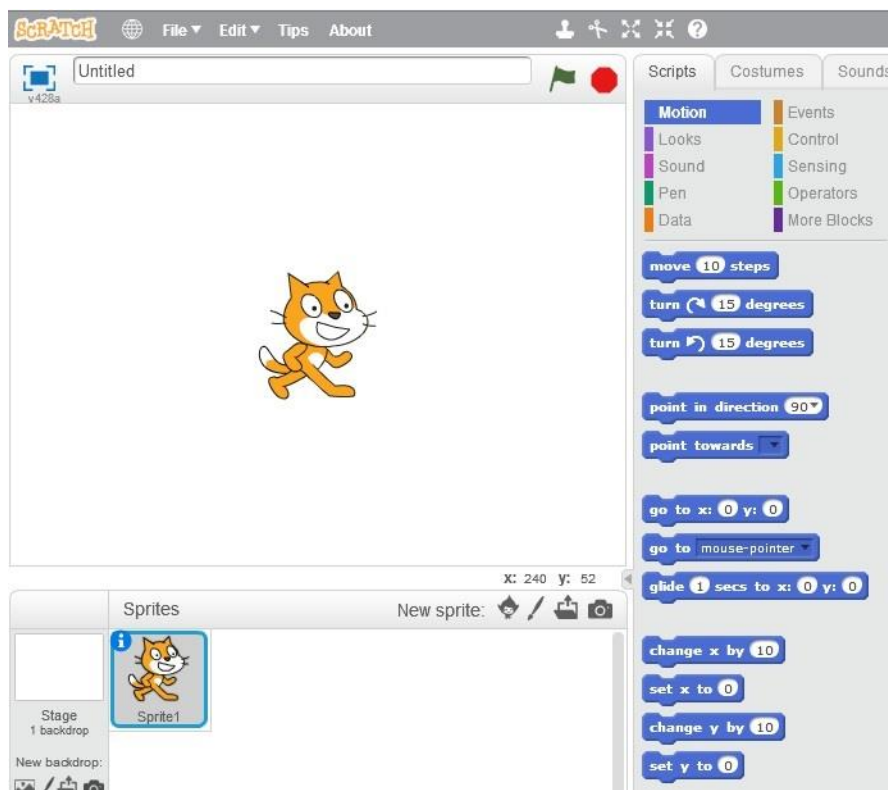 SCRATCH File Edit Tips About
Untitled
v428a
Scripts Costumes Sounds
Motion Events
Looks Control
Sound Sensing
Pen Operators
Data More Blocks
move 10 steps
turn 15 degrees
turn 15 degrees
point in direction 90
point towards
go to x: 0 y: 0
go to mouse-pointer
glide 1 secs to x: 0 y: 0
change x by 10
set x to 0
change y by 10
set y to 0
X: 240 y: 52
Sprites New sprite:
Stage
1 backdrop
New backdrop:
Sprite1